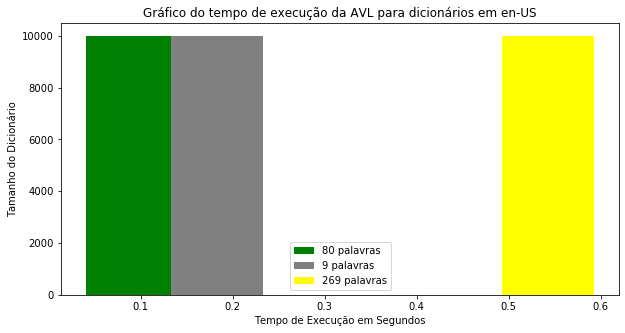 Gráfico do tempo de execução da AVL para dicionários em en-US
Tamanho do Dicionário
10000
8000
6000
4000
2000
0
80 palavras
9 palavras
269 palavras
0.1 0.2 0.3 0.4 0.5 0.6
Tempo de Execução em Segundos